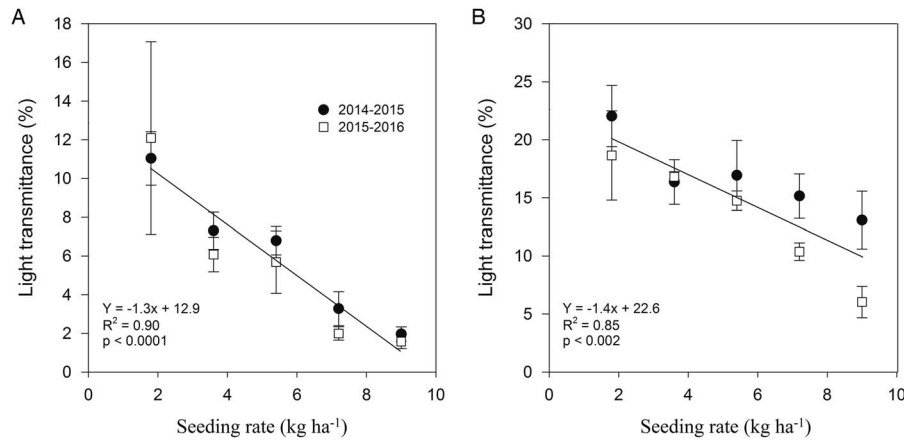 A
18
16
14
12
10
8
6
4
2
0
Light transmittance (%)
2014-2015
2015-2016
Y = -1.3x + 12.9
R² = 0.90
p < 0.0001
0 2 4 6 8 10
Seeding rate (kg ha⁻¹)
B
30
25
20
15
10
5
0
Light transmittance (%)
Y = -1.4x + 22.6
R² = 0.85
p < 0.002
0 2 4 6 8 10
Seeding rate (kg ha⁻¹)